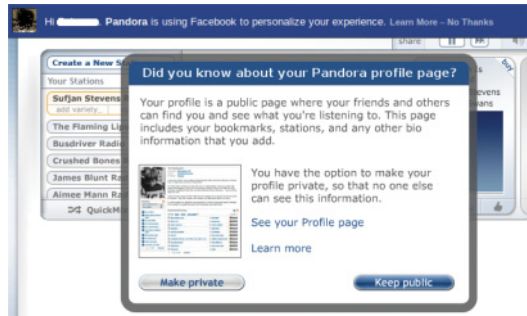 Hi . Pandora is using Facebook to personalize your experience. Learn More - No Thanks
share
buy
Create a New S
Your Stations
Sufjan Stevens
add variety..
The Flaming Lip
Busdriver Radio
Crushed Bones
James Blunt Ra
Aimee Mann Ra
QuickMi
evens
wans
Did you know about your Pandora profile page?
Your profile is a public page where your friends and others
can find you and see what you're listening to. This page
includes your bookmarks, stations, and any other bio
information that you add.
You have the option to make your
profile private, so that no one else
can see this information.
See your Profile page
Learn more
Make private
Keep public